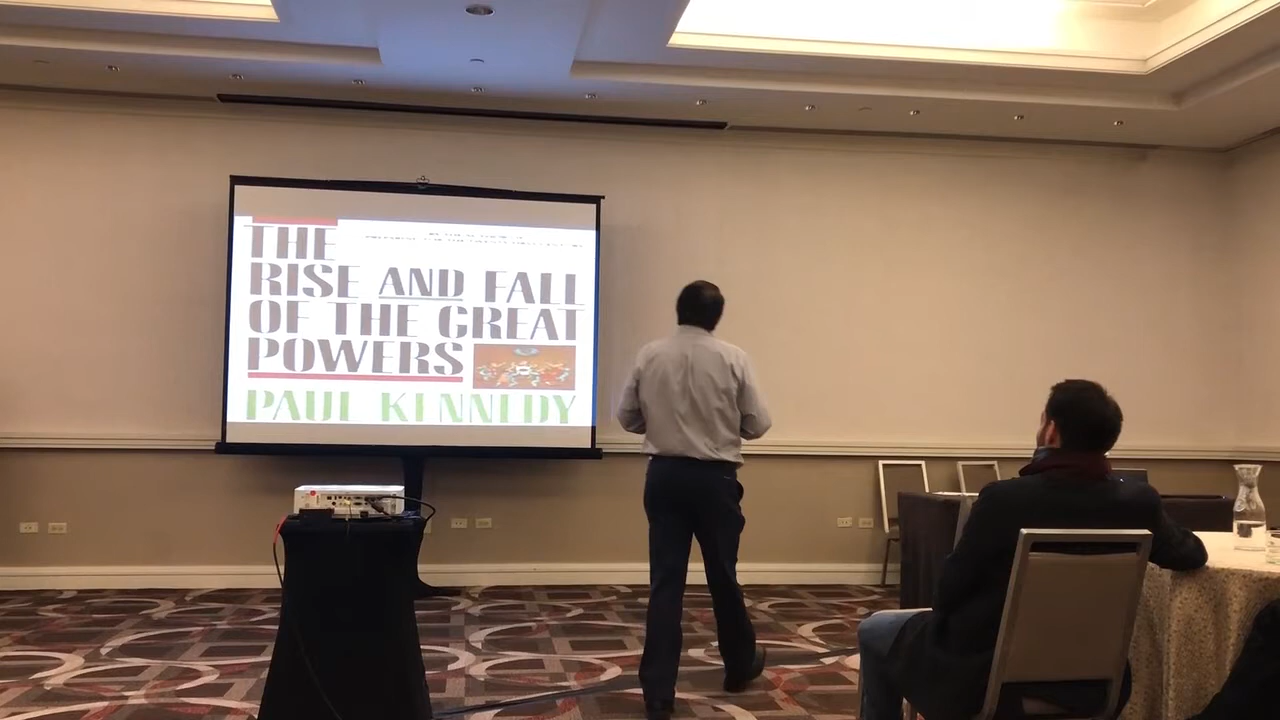 THE
RISE AND FALL
OF THE GREAT
POWERS
PAUL KENNEDY